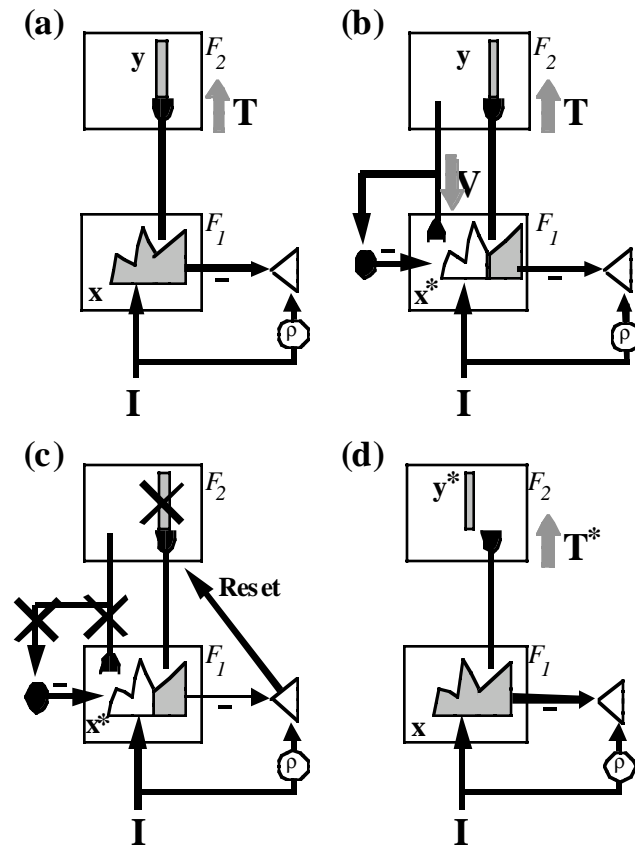 (a)
y
F2
T
F1
x
−
ρ
I
(b)
y
F2
T
V
F1
−
x*
−
ρ
I
(c)
F2
Reset
F1
−
x*
−
ρ
I
(d)
y*
F2
T*
F1
x
−
ρ
I